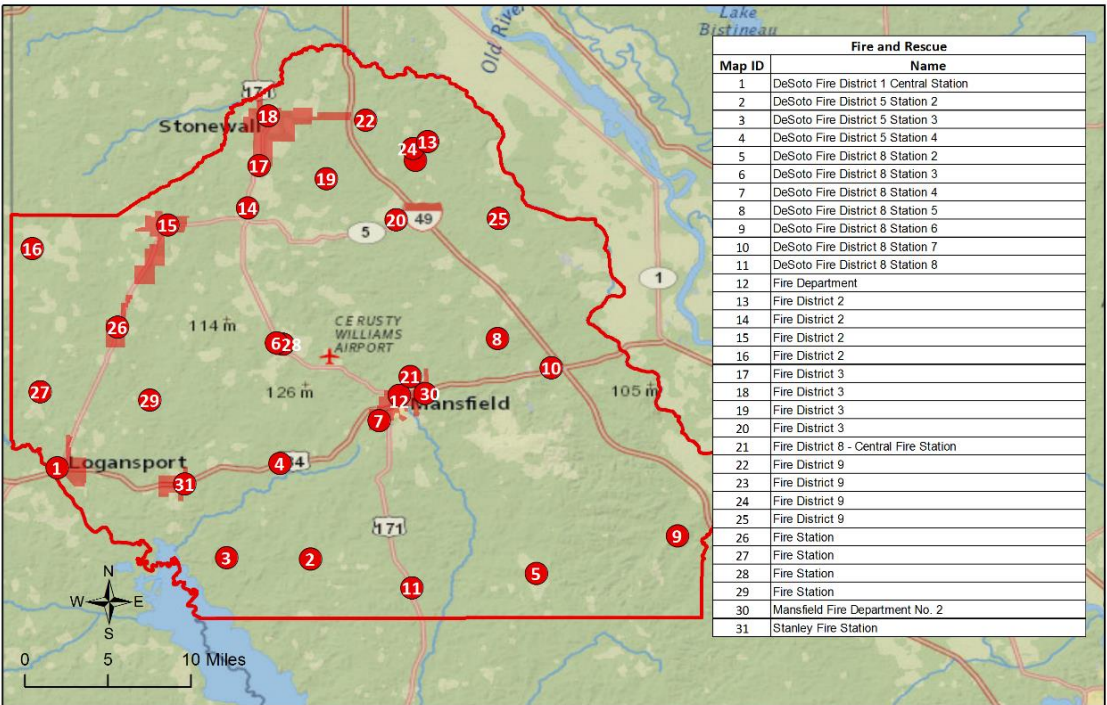 Lake
Bistineau
Old River
171
18
Stonewall
22
13
24
17
19
14
15
20
49
25
5
16
1
26
114 m
CE RUSTY
WILLIAMS
AIRPORT
6
28
8
21
10
27
29
126 m
12
30
Mansfield
105 m
7
Logansport
1
4
84
31
171
9
3
2
5
11
N
W
E
S
0 5 10 Miles
Fire and Rescue
Map ID Name
1 DeSoto Fire District 1 Central Station
2 DeSoto Fire District 5 Station 2
3 DeSoto Fire District 5 Station 3
4 DeSoto Fire District 5 Station 4
5 DeSoto Fire District 8 Station 2
6 DeSoto Fire District 8 Station 3
7 DeSoto Fire District 8 Station 4
8 DeSoto Fire District 8 Station 5
9 DeSoto Fire District 8 Station 6
10 DeSoto Fire District 8 Station 7
11 DeSoto Fire District 8 Station 8
12 Fire Department
13 Fire District 2
14 Fire District 2
15 Fire District 2
16 Fire District 2
17 Fire District 3
18 Fire District 3
19 Fire District 3
20 Fire District 3
21 Fire District 8 - Central Fire Station
22 Fire District 9
23 Fire District 9
24 Fire District 9
25 Fire District 9
26 Fire Station
27 Fire Station
28 Fire Station
29 Fire Station
30 Mansfield Fire Department No. 2
31 Stanley Fire Station